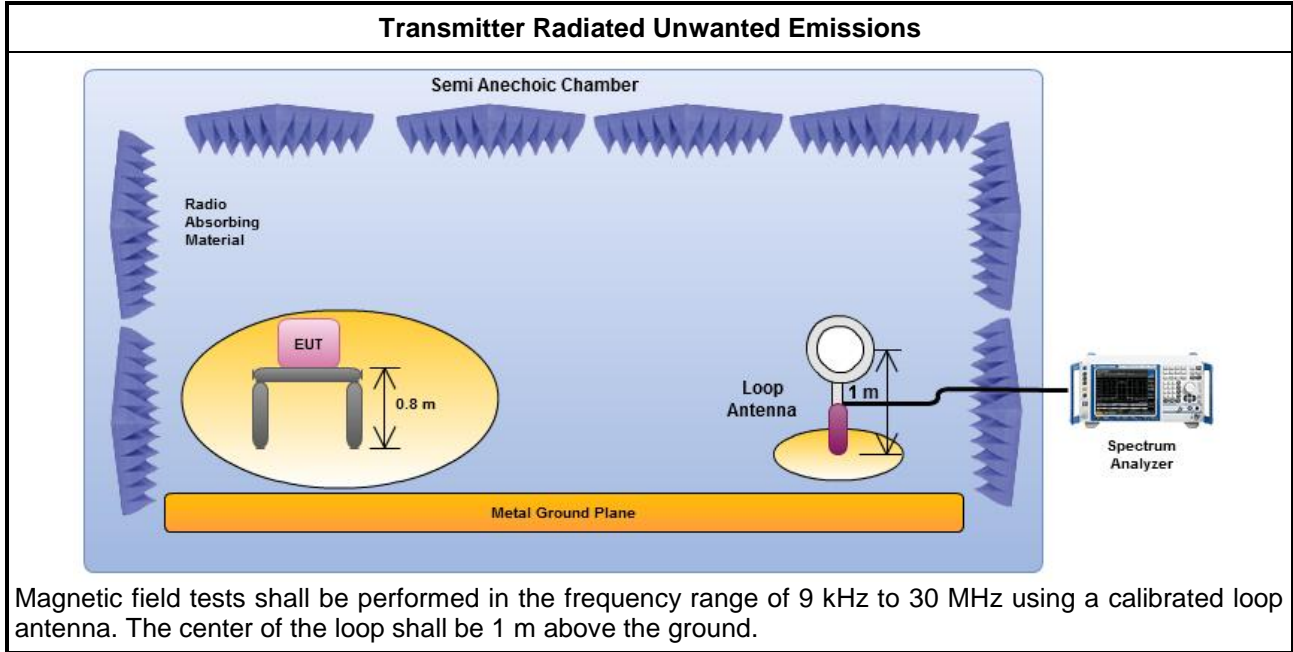 Transmitter Radiated Unwanted Emissions
Semi Anechoic Chamber
Radio
Absorbing
Material
EUT
0.8 m
Loop
Antenna
1 m
Spectrum
Analyzer
Metal Ground Plane
Magnetic field tests shall be performed in the frequency range of 9 kHz to 30 MHz using a calibrated loop
antenna. The center of the loop shall be 1 m above the ground.